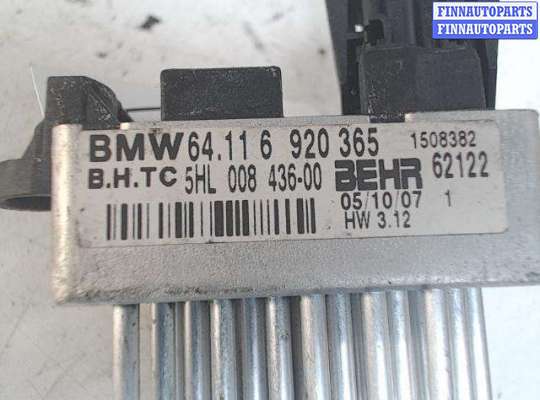 FINNAUTOPARTS
FINNAUTOPARTS
BMW 64.11 6 920 365 1508382
B.H.TC 5HL 008 436-00 BEHR 62122
05/10/07 1
HW 3.12